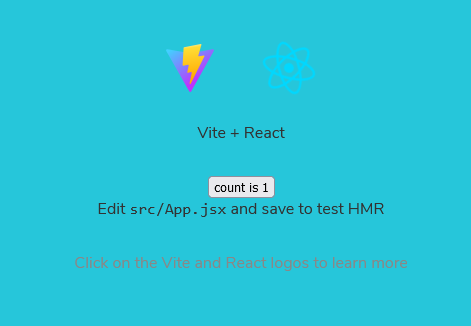 Vite + React
count is 1
Edit src/App.jsx and save to test HMR
Click on the Vite and React logos to learn more